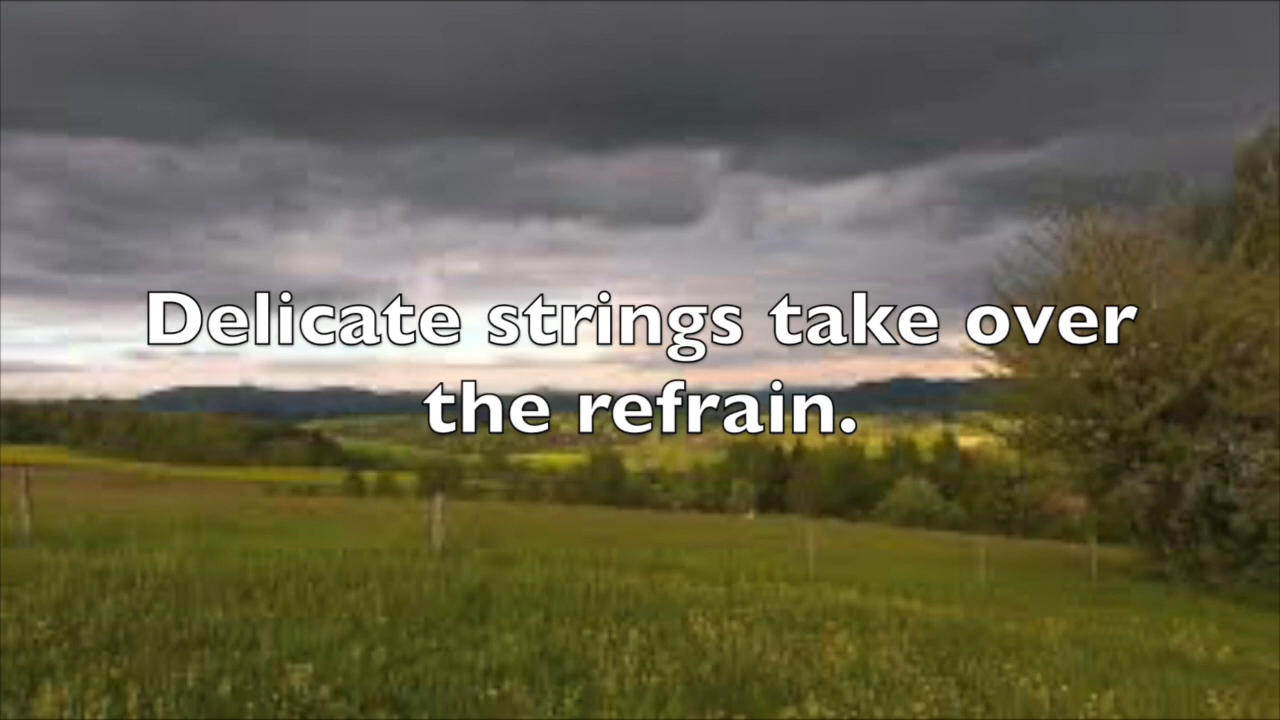 Delicate strings take over
the refrain.